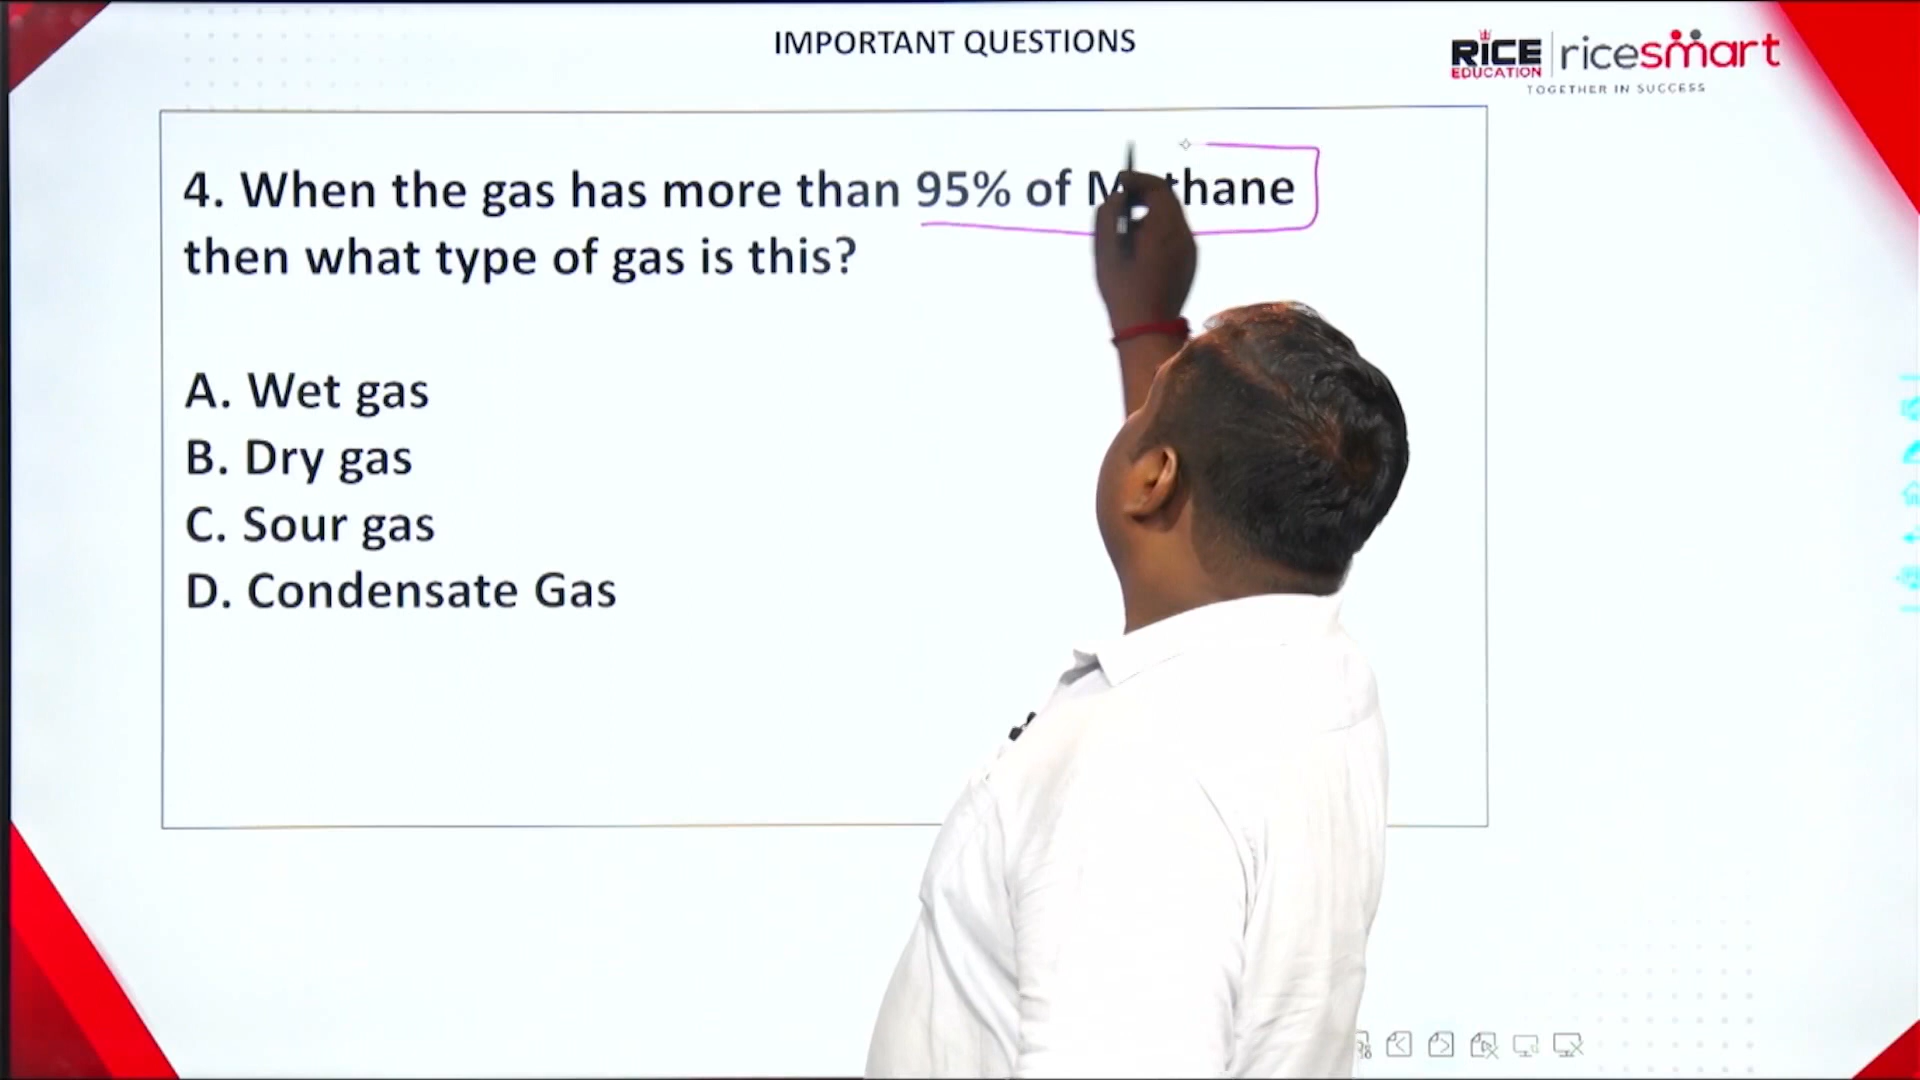 IMPORTANT QUESTIONS
RICE
EDUCATION
ricesmart
TOGETHER IN SUCCESS
4. When the gas has more than 95% of
then what type of gas is this?
A. Wet gas
B. Dry gas
C. Sour gas
D. Condensate Gas